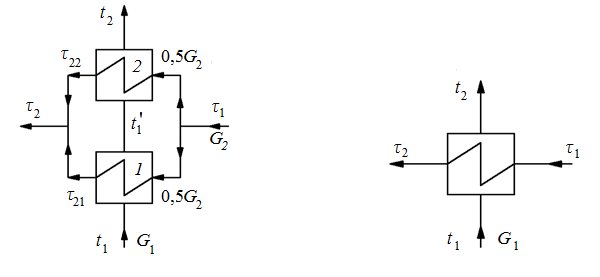 t₂
τ₂₂ 2 0,5G₂
τ₂ t₁' τ₁
G₂
1
τ₂₁ 0,5G₂
t₁ G₁
t₂
τ₂ τ₁
t₁ G₁